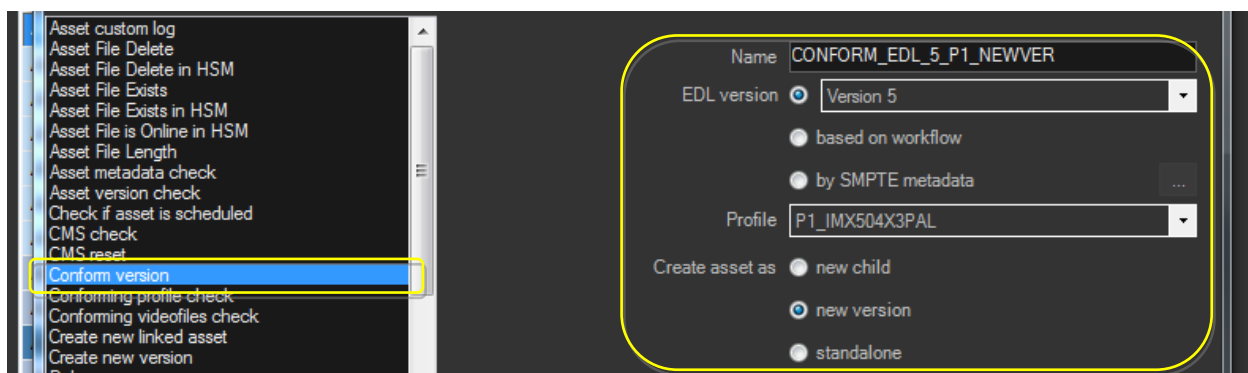 Asset custom log
Asset File Delete
Asset File Delete in HSM
Asset File Exists
Asset File Exists in HSM
Asset File is Online in HSM
Asset File Length
Asset metadata check
Asset version check
Check if asset is scheduled
CMS check
CMS reset
Conform version
Conforming profile check
Conforming videofiles check
Create new linked asset
Create new version
Name CONFORM_EDL_5_P1_NEWVER
EDL version Version 5
based on workflow
by SMPTE metadata ...
Profile P1_IMX504X3PAL
Create asset as new child
new version
standalone